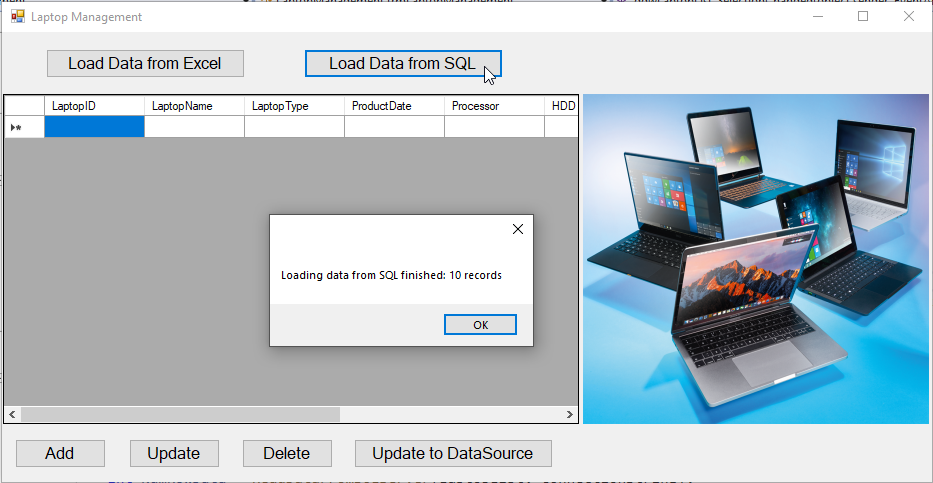 Laptop Management
Load Data from Excel
Load Data from SQL
LaptopID LaptopName LaptopType ProductDate Processor HDD
Loading data from SQL finished: 10 records
OK
Add Update Delete Update to DataSource